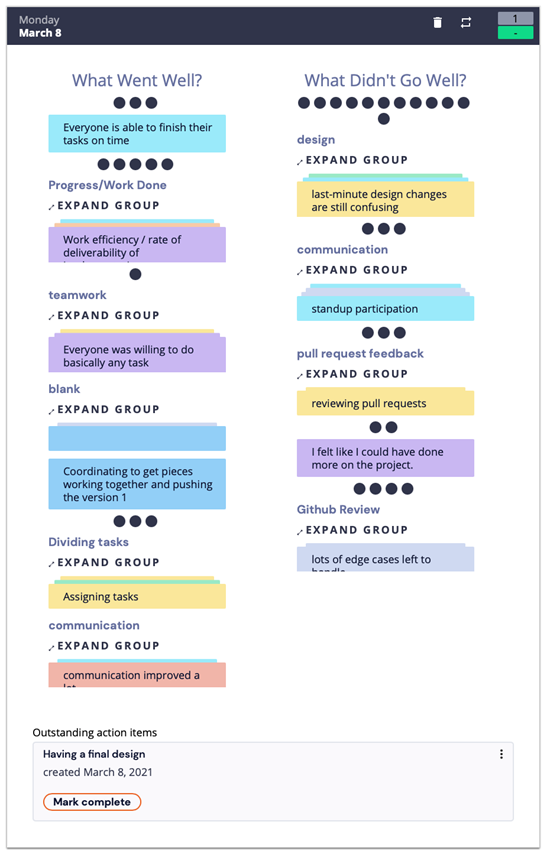 Monday
March 8
1
-
What Went Well?
Everyone is able to finish their
tasks on time
Progress/Work Done
EXPAND GROUP
Work efficiency / rate of
deliverability of
teamwork
EXPAND GROUP
Everyone was willing to do
basically any task
blank
EXPAND GROUP
Coordinating to get pieces
working together and pushing
the version 1
Dividing tasks
EXPAND GROUP
Assigning tasks
communication
EXPAND GROUP
communication improved a
lot
What Didn't Go Well?
design
EXPAND GROUP
last-minute design changes
are still confusing
communication
EXPAND GROUP
standup participation
pull request feedback
EXPAND GROUP
reviewing pull requests
I felt like I could have done
more on the project.
Github Review
EXPAND GROUP
lots of edge cases left to
handle
Outstanding action items
Having a final design
created March 8, 2021
Mark complete